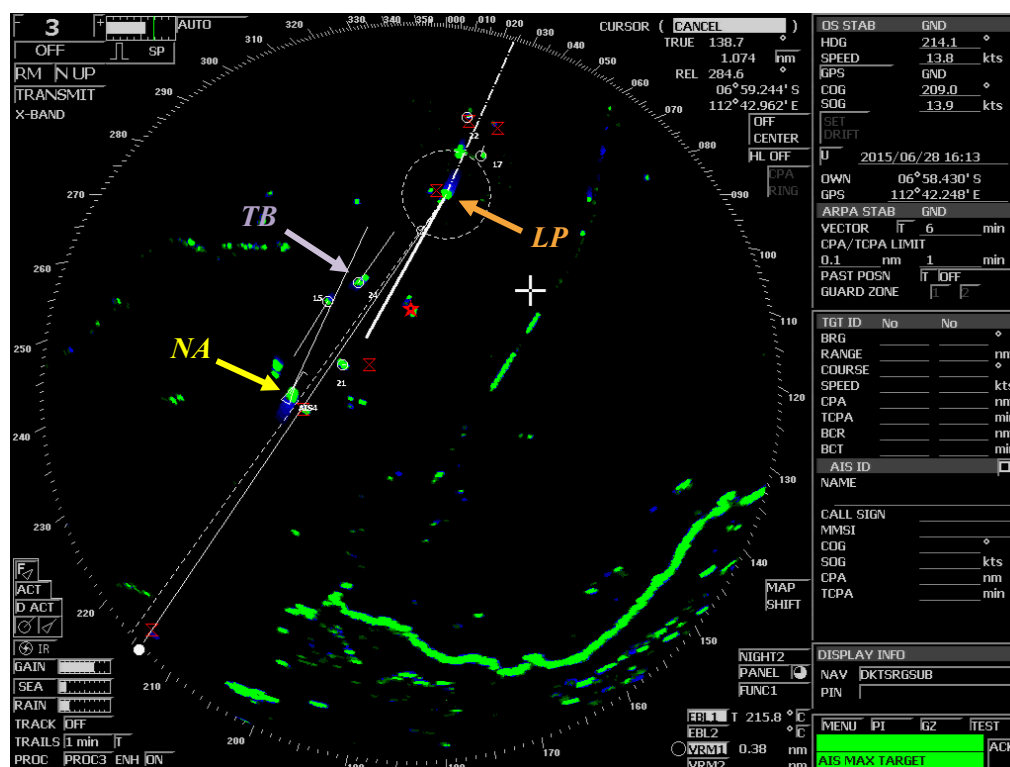 3 - + AUTO
OFF SP
RM N UP
TRANSMIT
X-BAND
CURSOR ( CANCEL )
TRUE 138.7 °
1.074 nm
REL 284.6 °
06°59.244' S
112°42.962' E
OFF
CENTER
HL OFF
CPA
RING
OS STAB GND
HDG 214.1 °
SPEED 13.8 kts
GPS GND
COG 209.0 °
SOG 13.9 kts
SET
DRIFT
U 2015/06/28 16:13
OWN 06°58.430' S
GPS 112°42.248' E
ARPA STAB GND
VECTOR T 6 min
CPA/TCPA LIMIT
0.1 nm 1 min
PAST POSN T OFF
GUARD ZONE 1 2
TGT ID No No
BRG °
RANGE nm
COURSE °
SPEED kts
CPA nm
TCPA min
BCR nm
BCT min
AIS ID
NAME
CALL SIGN
MMSI
COG °
SOG kts
CPA nm
TCPA min
DISPLAY INFO
NAV DKTSRGSUB
PIN
MENU PI GZ TEST
ACK
AIS MAX TARGET
330 340 350 000 020
320 030
310 040
300 050
290 060
280 070
270 080
260 090
250 110
240 120
230 130
220 140
210 150
200 170 160
22
17
TB
LP
15
24
NA
21
AIS4
F
ACT
D ACT
IR
GAIN
SEA
RAIN
TRACK OFF
TRAILS 1 min T
PROC PROC3 ENH ON
MAP
SHIFT
NIGHT2
PANEL
FUNC1
EBL1 T 215.8 ° C
EBL2 ° C
VRM1 0.38 nm
VRM2 nm